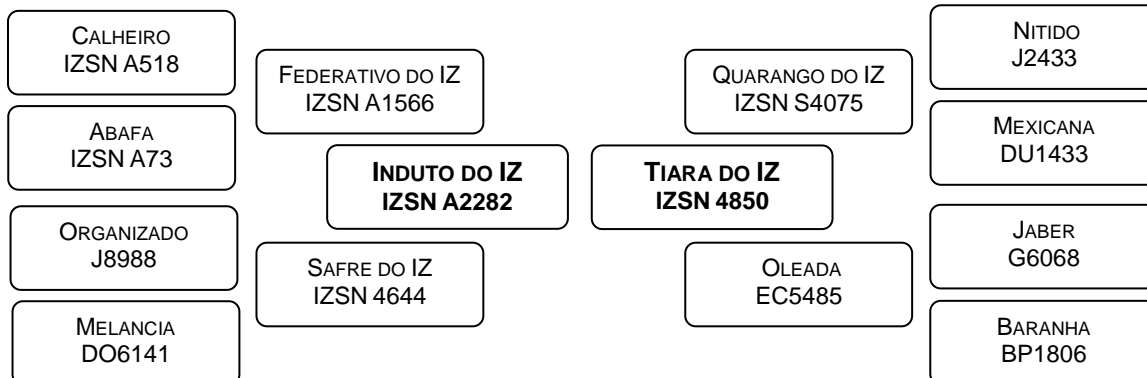 CALHEIRO
IZSN A518
FEDERATIVO DO IZ
IZSN A1566
ABAFA
IZSN A73
INDUTO DO IZ
IZSN A2282
ORGANIZADO
J8988
SAFRE DO IZ
IZSN 4644
MELANCIA
DO6141
NITIDO
J2433
QUARANGO DO IZ
IZSN S4075
MEXICANA
DU1433
TIARA DO IZ
IZSN 4850
JABER
G6068
OLEADA
EC5485
BARANHA
BP1806